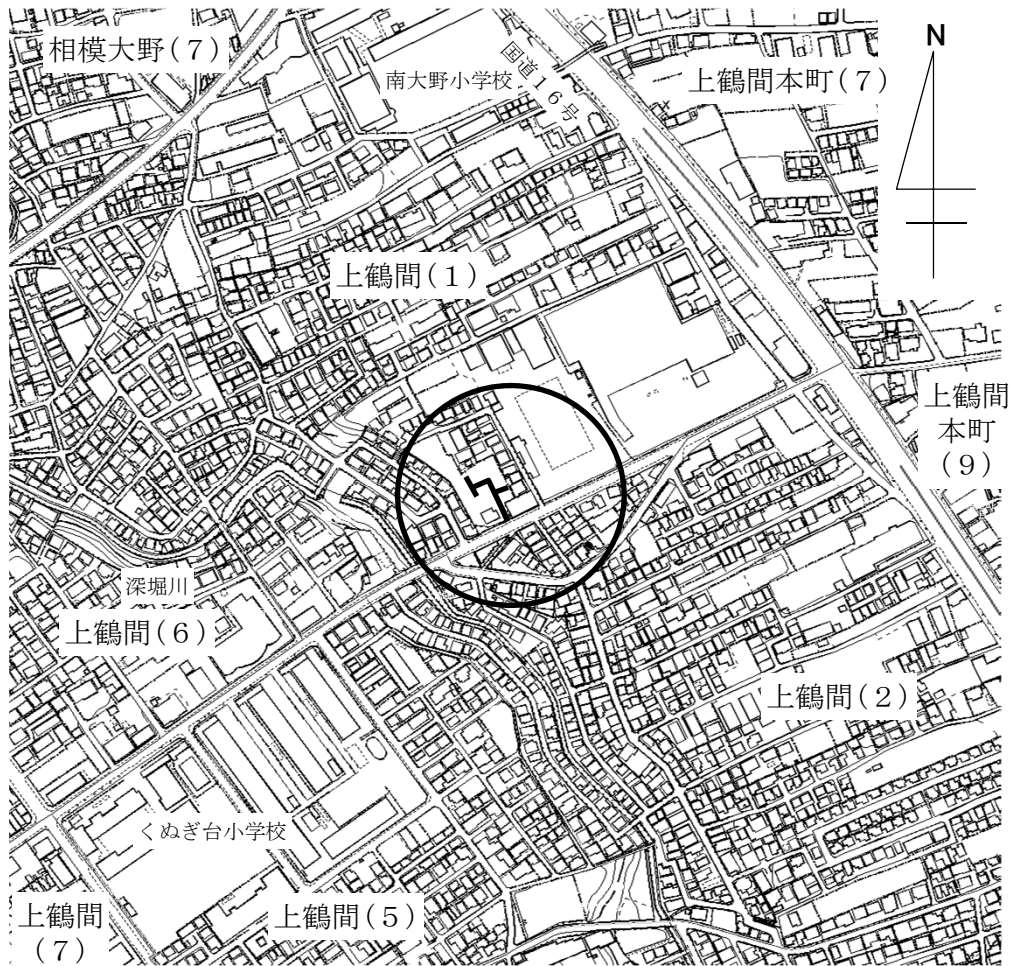 相模大野(7)
南大野小学校
国道16号
上鶴間本町(7)
N
上鶴間(1)
上鶴間
本町
(9)
深堀川
上鶴間(6)
上鶴間(2)
くぬぎ台小学校
上鶴間
(7)
上鶴間(5)